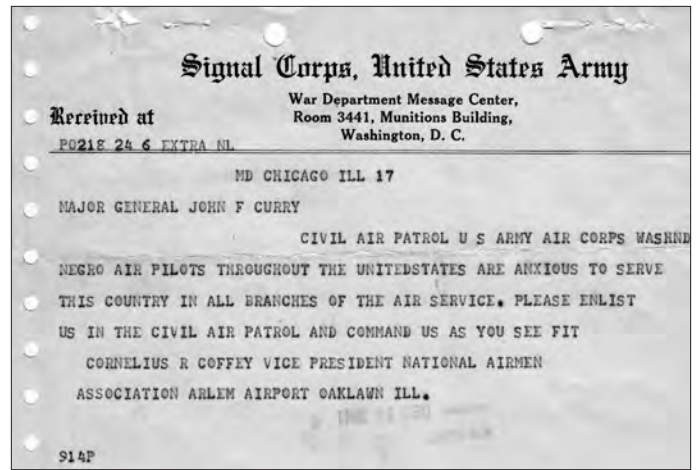 Signal Corps, United States Army
War Department Message Center,
Received at Room 3441, Munitions Building,
Washington, D. C.
PO218 24 6 EXTRA NL
MD CHICAGO ILL 17
MAJOR GENERAL JOHN F CURRY
CIVIL AIR PATROL U S ARMY AIR CORPS WASHND
NEGRO AIR PILOTS THROUGHOUT THE UNITEDSTATES ARE ANXIOUS TO SERVE
THIS COUNTRY IN ALL BRANCHES OF THE AIR SERVICE. PLEASE ENLIST
US IN THE CIVIL AIR PATROL AND COMMAND US AS YOU SEE FIT
CORNELIUS R COFFEY VICE PRESIDENT NATIONAL AIRMEN
ASSOCIATION ARLEM AIRPORT OAKLAWN ILL.
914P